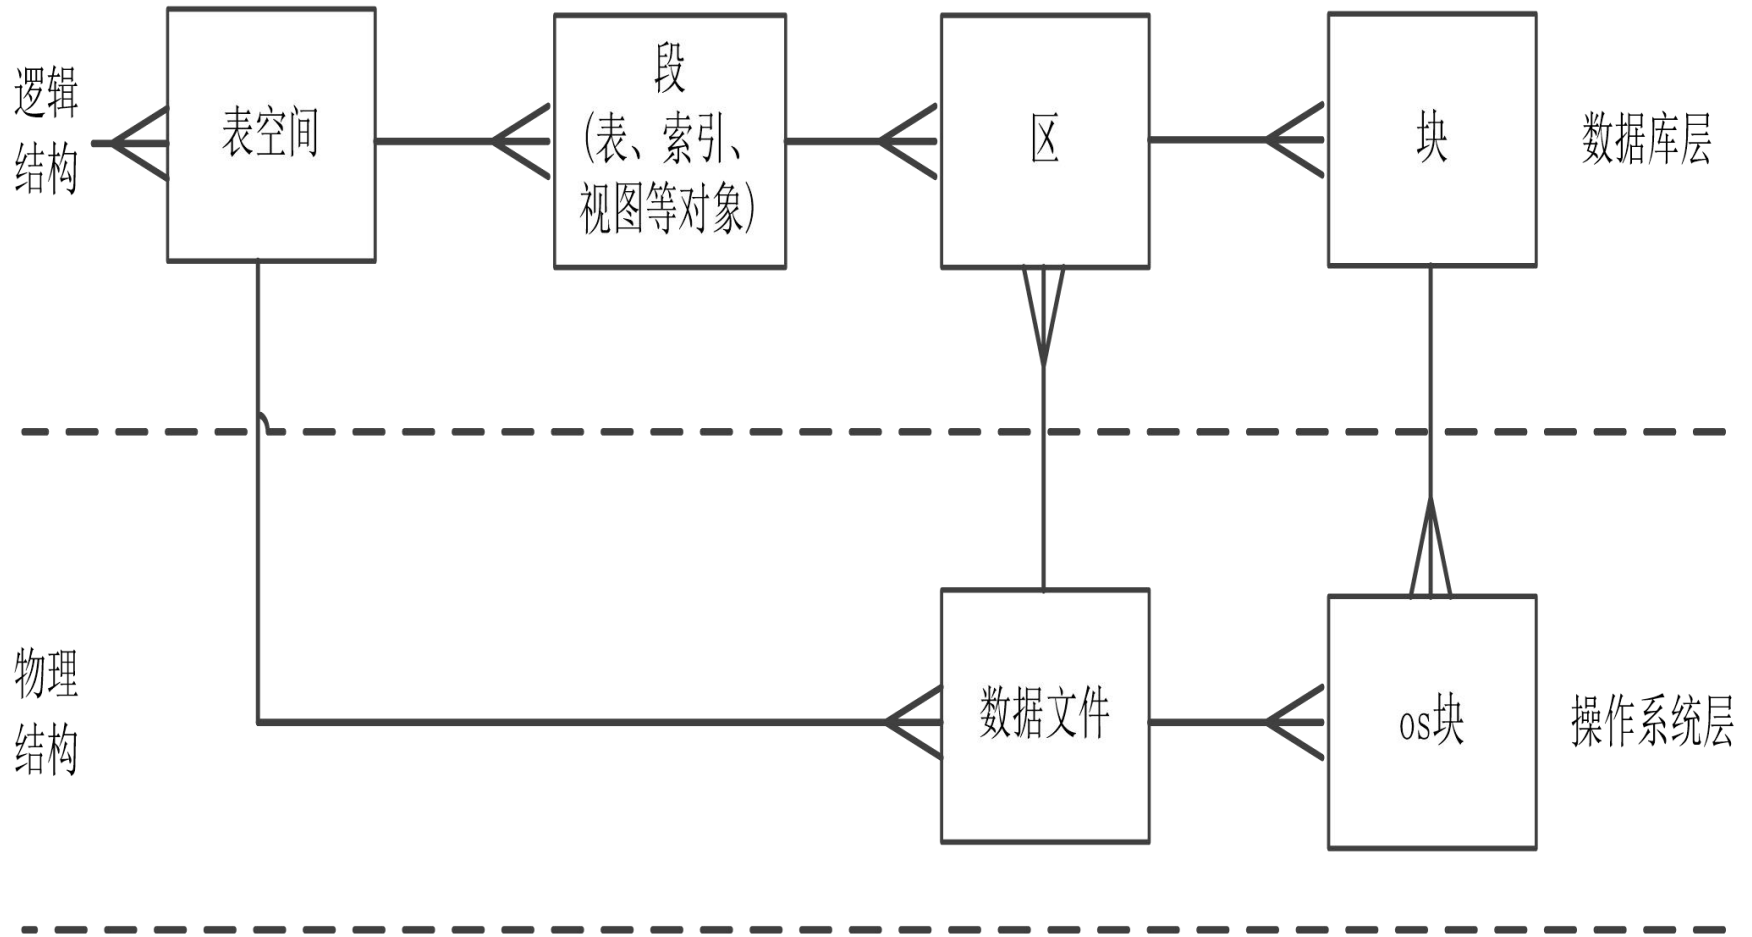 逻辑
结构
表空间
段
(表、索引、
视图等对象)
区
块
数据库层
物理
结构
数据文件
os块
操作系统层